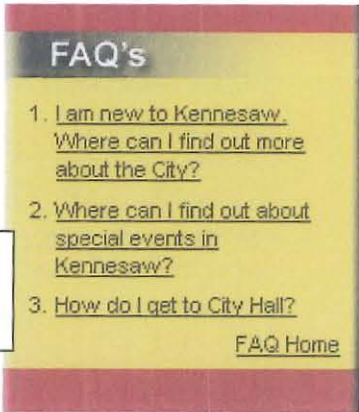 FAQ's
1. I am new to Kennesaw.
Where can I find out more
about the City?
2. Where can I find out about
special events in
Kennesaw?
3. How do I get to City Hall?
FAQ Home